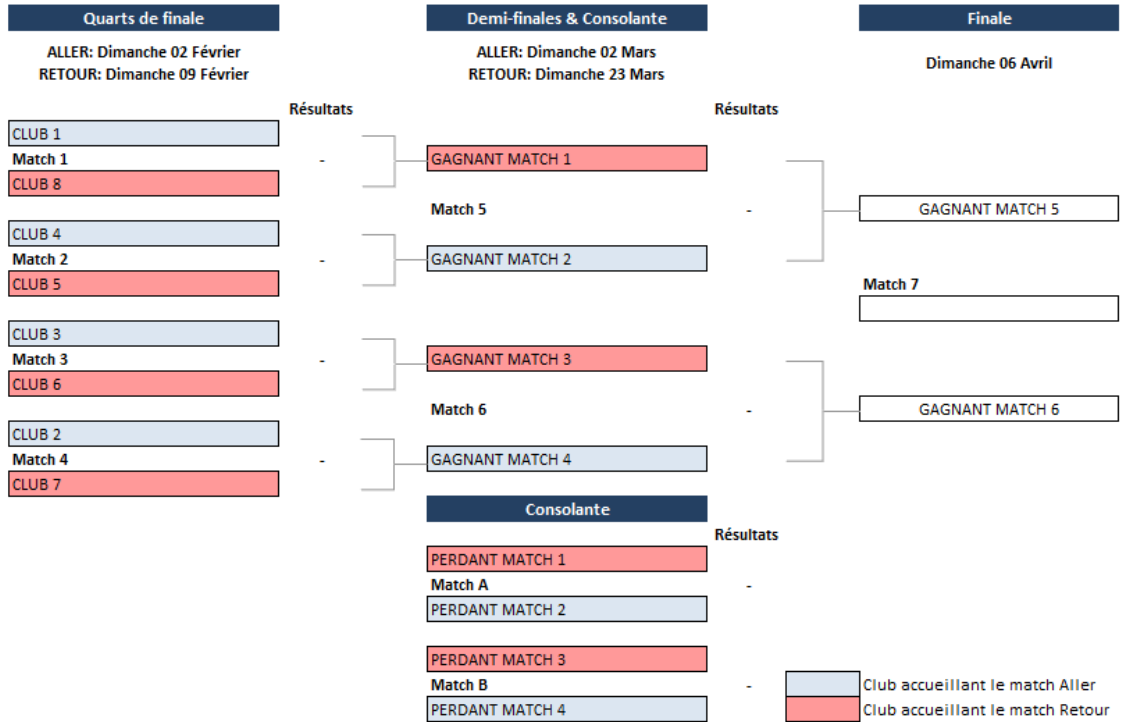 Quarts de finale
ALLER: Dimanche 02 Février
RETOUR: Dimanche 09 Février
Résultats
CLUB 1
Match 1
-
CLUB 8
CLUB 4
Match 2
-
CLUB 5
CLUB 3
Match 3
-
CLUB 6
CLUB 2
Match 4
-
CLUB 7
Demi-finales & Consolante
ALLER: Dimanche 02 Mars
RETOUR: Dimanche 23 Mars
Résultats
GAGNANT MATCH 1
Match 5
-
GAGNANT MATCH 2
GAGNANT MATCH 3
Match 6
-
GAGNANT MATCH 4
Consolante
Résultats
PERDANT MATCH 1
Match A
-
PERDANT MATCH 2
PERDANT MATCH 3
Match B
-
PERDANT MATCH 4
Finale
Dimanche 06 Avril
GAGNANT MATCH 5
Match 7
GAGNANT MATCH 6
Club accueillant le match Aller
Club accueillant le match Retour